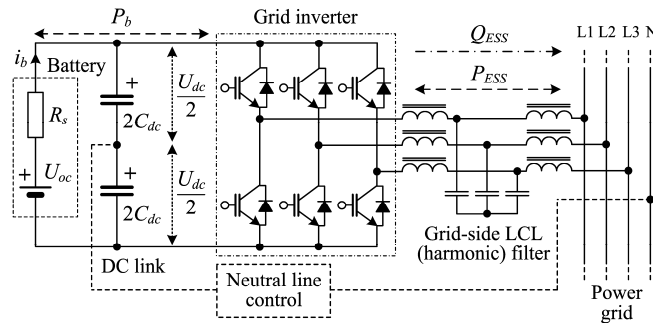 Grid inverter
P_b
Q_ESS
L1 L2 L3 N
i_b
Battery
P_ESS
+
U_dc
2
R_s
2C_dc
+
U_oc
+
U_dc
2
2C_dc
Grid-side LCL
(harmonic) filter
DC link
Neutral line
control
Power
grid